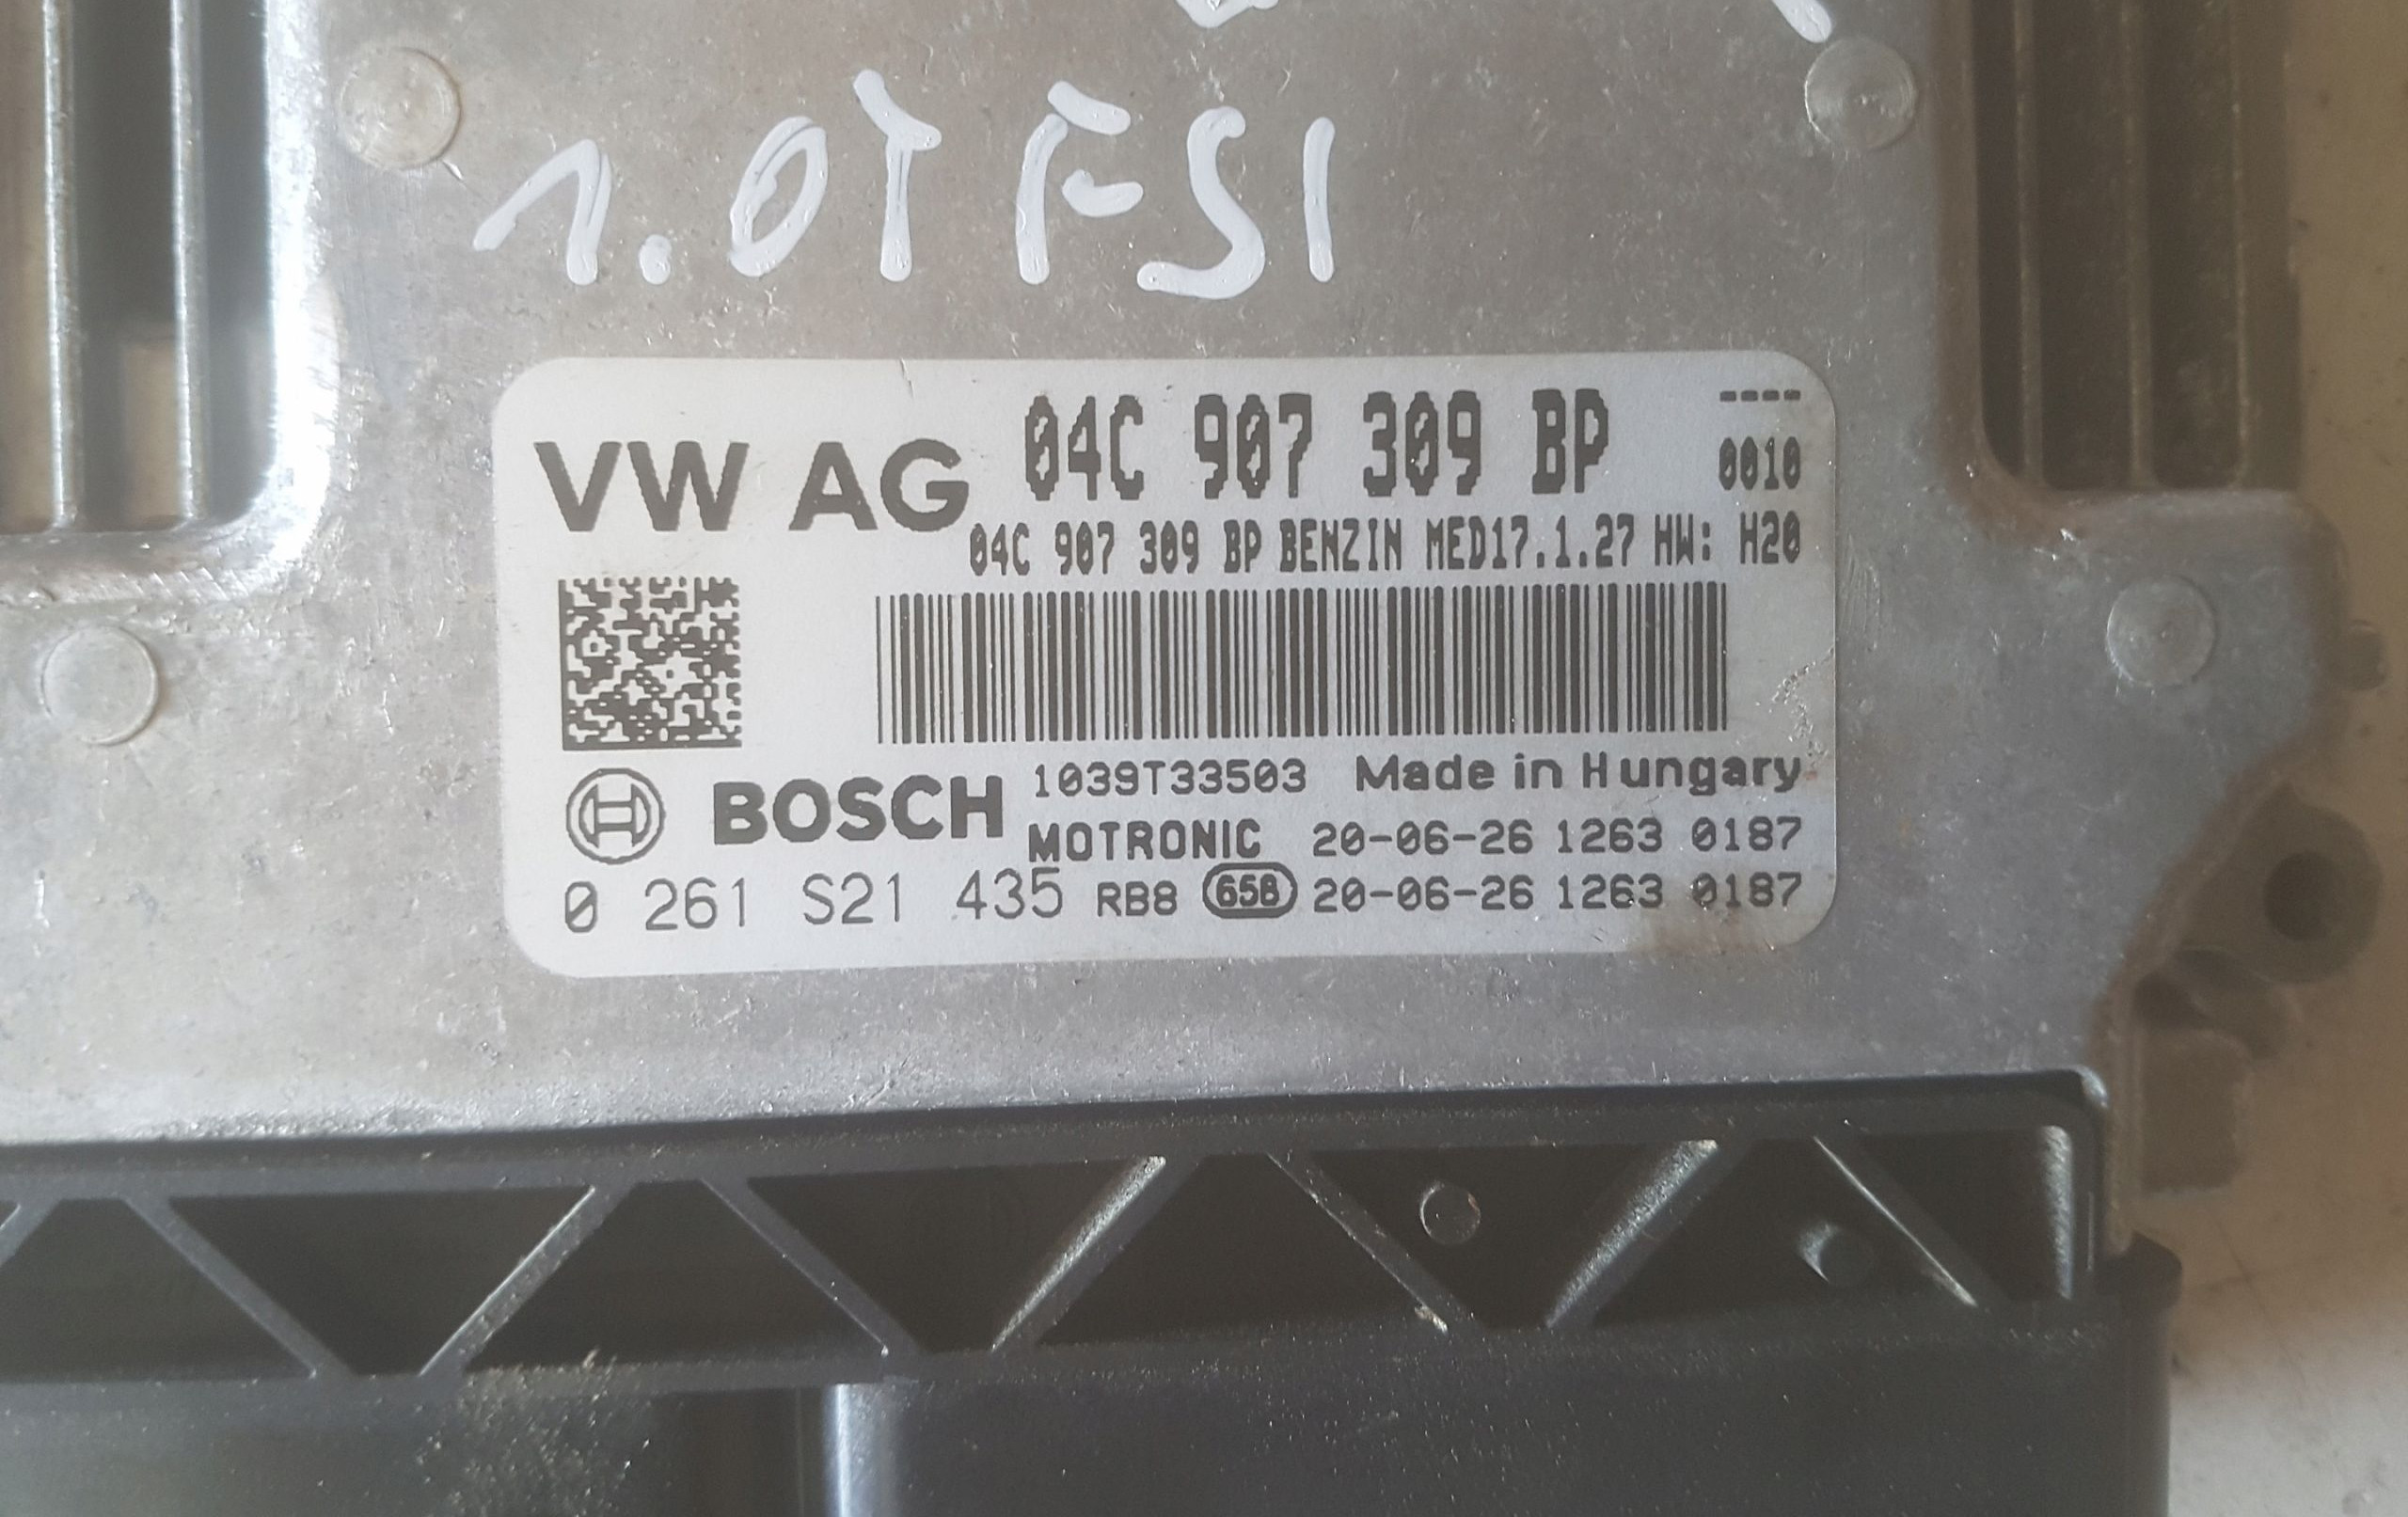 1.0TFSI
VW AG 04C 907 309 BP ----
0010
04C 907 309 BP BENZIN MED17.1.27 HW: H20
BOSCH 1039T33503 Made in Hungary
MOTRONIC 20-06-26 1263 0187
0 261 S21 435 RB8 65B 20-06-26 1263 0187